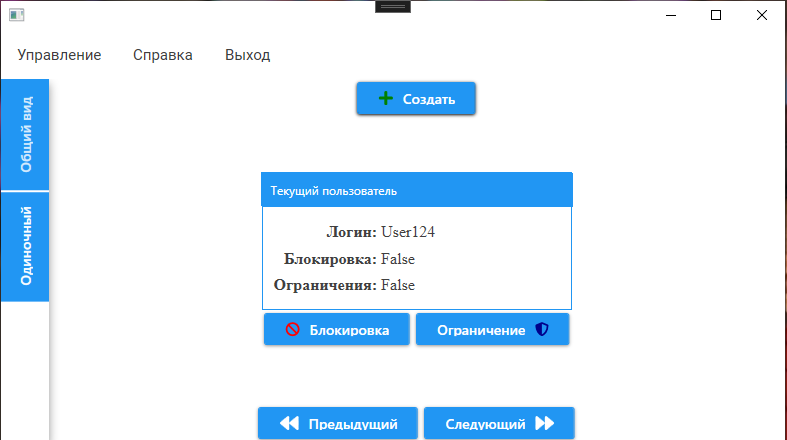 Управление Справка Выход
Создать
Общий вид
Одиночный
Текущий пользователь
Логин: User124
Блокировка: False
Ограничения: False
Блокировка Ограничение
Предыдущий Следующий